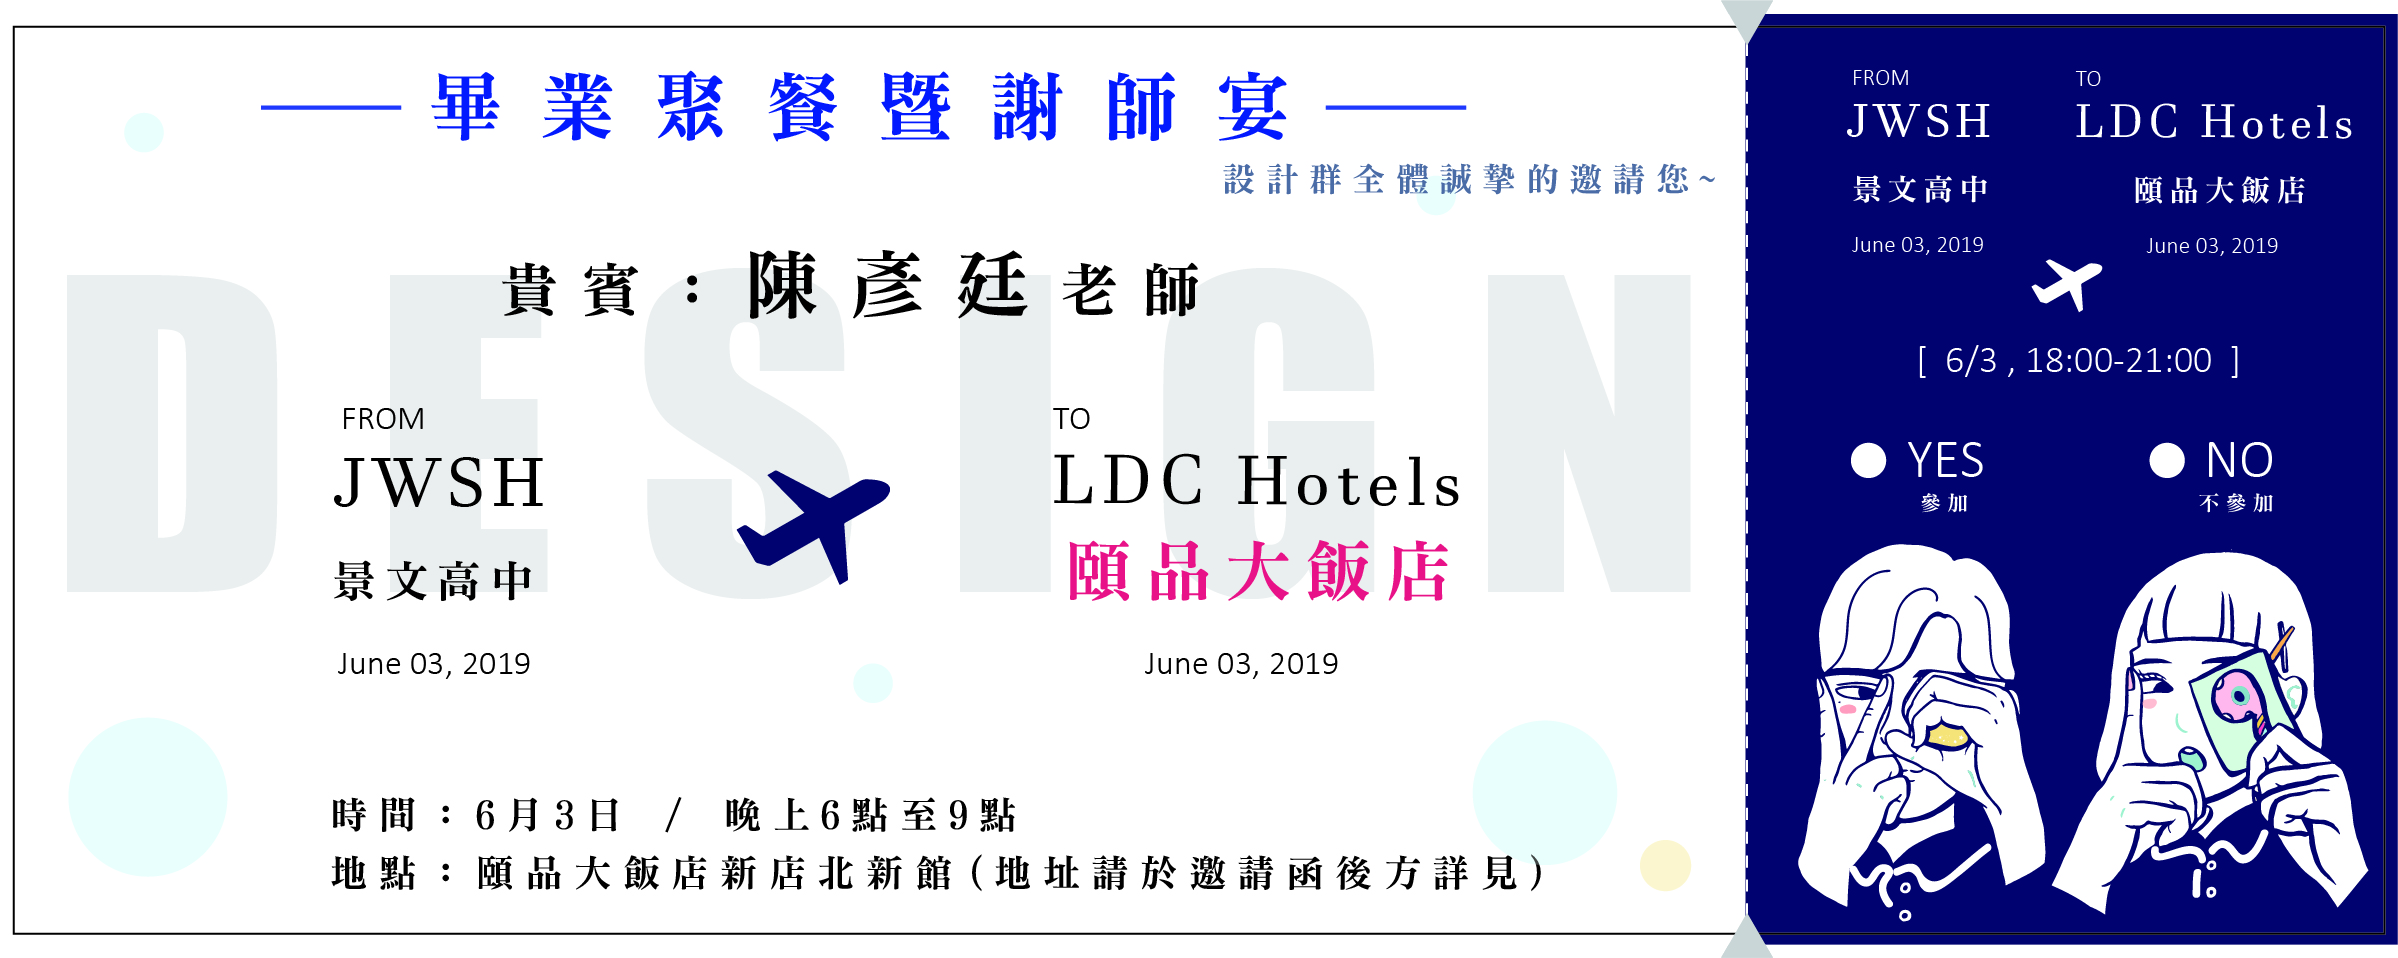 畢業聚餐暨謝師宴
設計群全體誠摯的邀請您~
貴賓：陳彥廷老師
DESIGN
FROM
JWSH
景文高中
June 03, 2019
TO
LDC Hotels
頤品大飯店
June 03, 2019
時間：6月3日 / 晚上6點至9點
地點：頤品大飯店新店北新館(地址請於邀請函後方詳見)
FROM
JWSH
景文高中
June 03, 2019
TO
LDC Hotels
頤品大飯店
June 03, 2019
[ 6/3 , 18:00-21:00 ]
YES
參加
NO
不參加